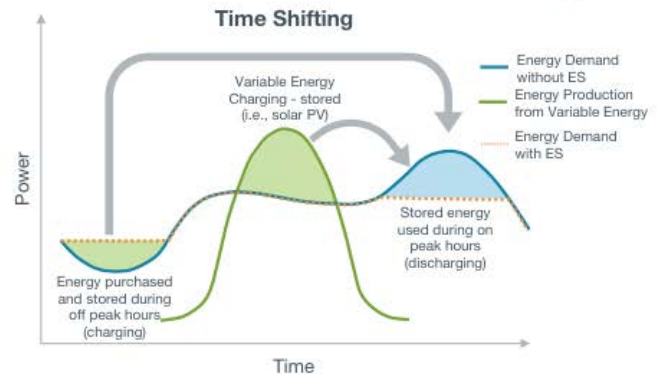 Time Shifting
Variable Energy
Charging - stored
(i.e., solar PV)
Energy Demand
without ES
Energy Production
from Variable Energy
Energy Demand
with ES
Power
Energy purchased
and stored during
off peak hours
(charging)
Stored energy
used during on
peak hours
(discharging)
Time